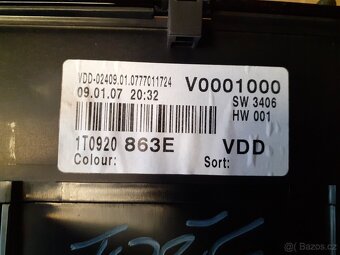 VDD-02409.01.0777011724 V0001000
09.01.07 20:32 SW 3406
HW 001
1T0920 863E VDD
Colour: Sort:
Bazoš.cz